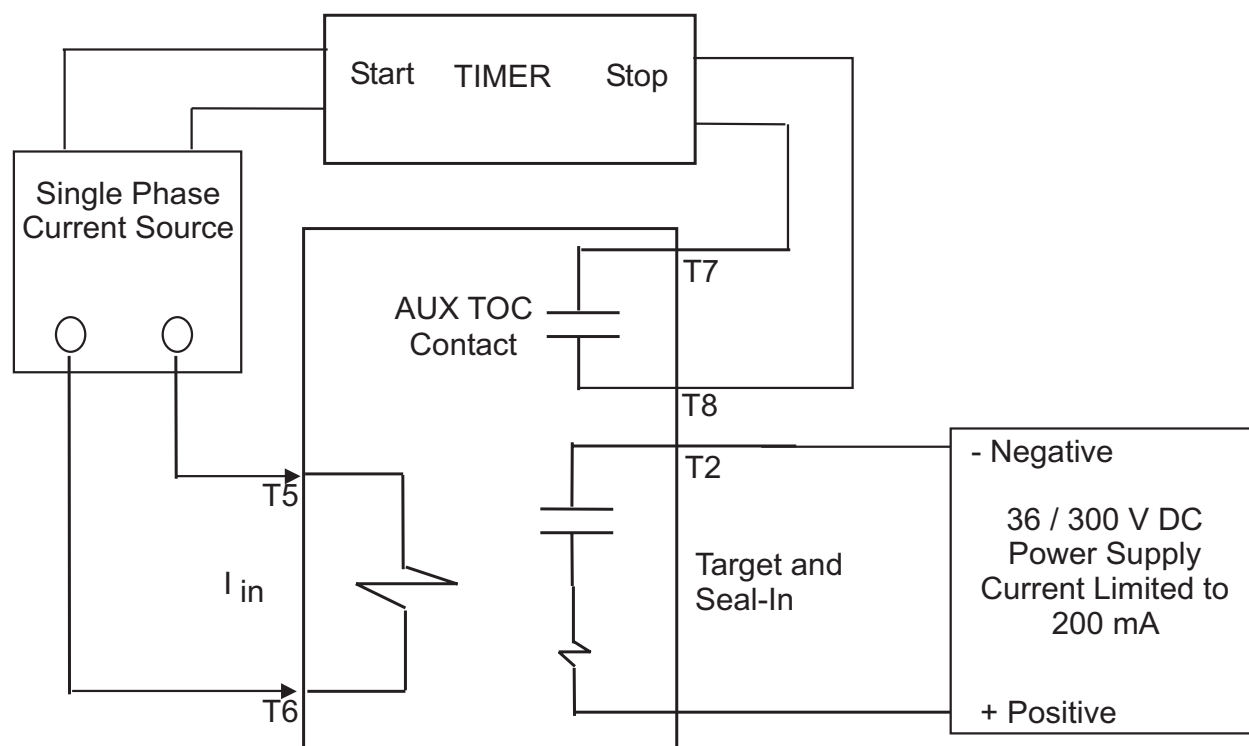 Start TIMER Stop
Single Phase
Current Source
T7
AUX TOC
Contact
T8
T2
- Negative
T5
36 / 300 V DC
Power Supply
Current Limited to
200 mA
Target and
Seal-In
I in
T6
+ Positive